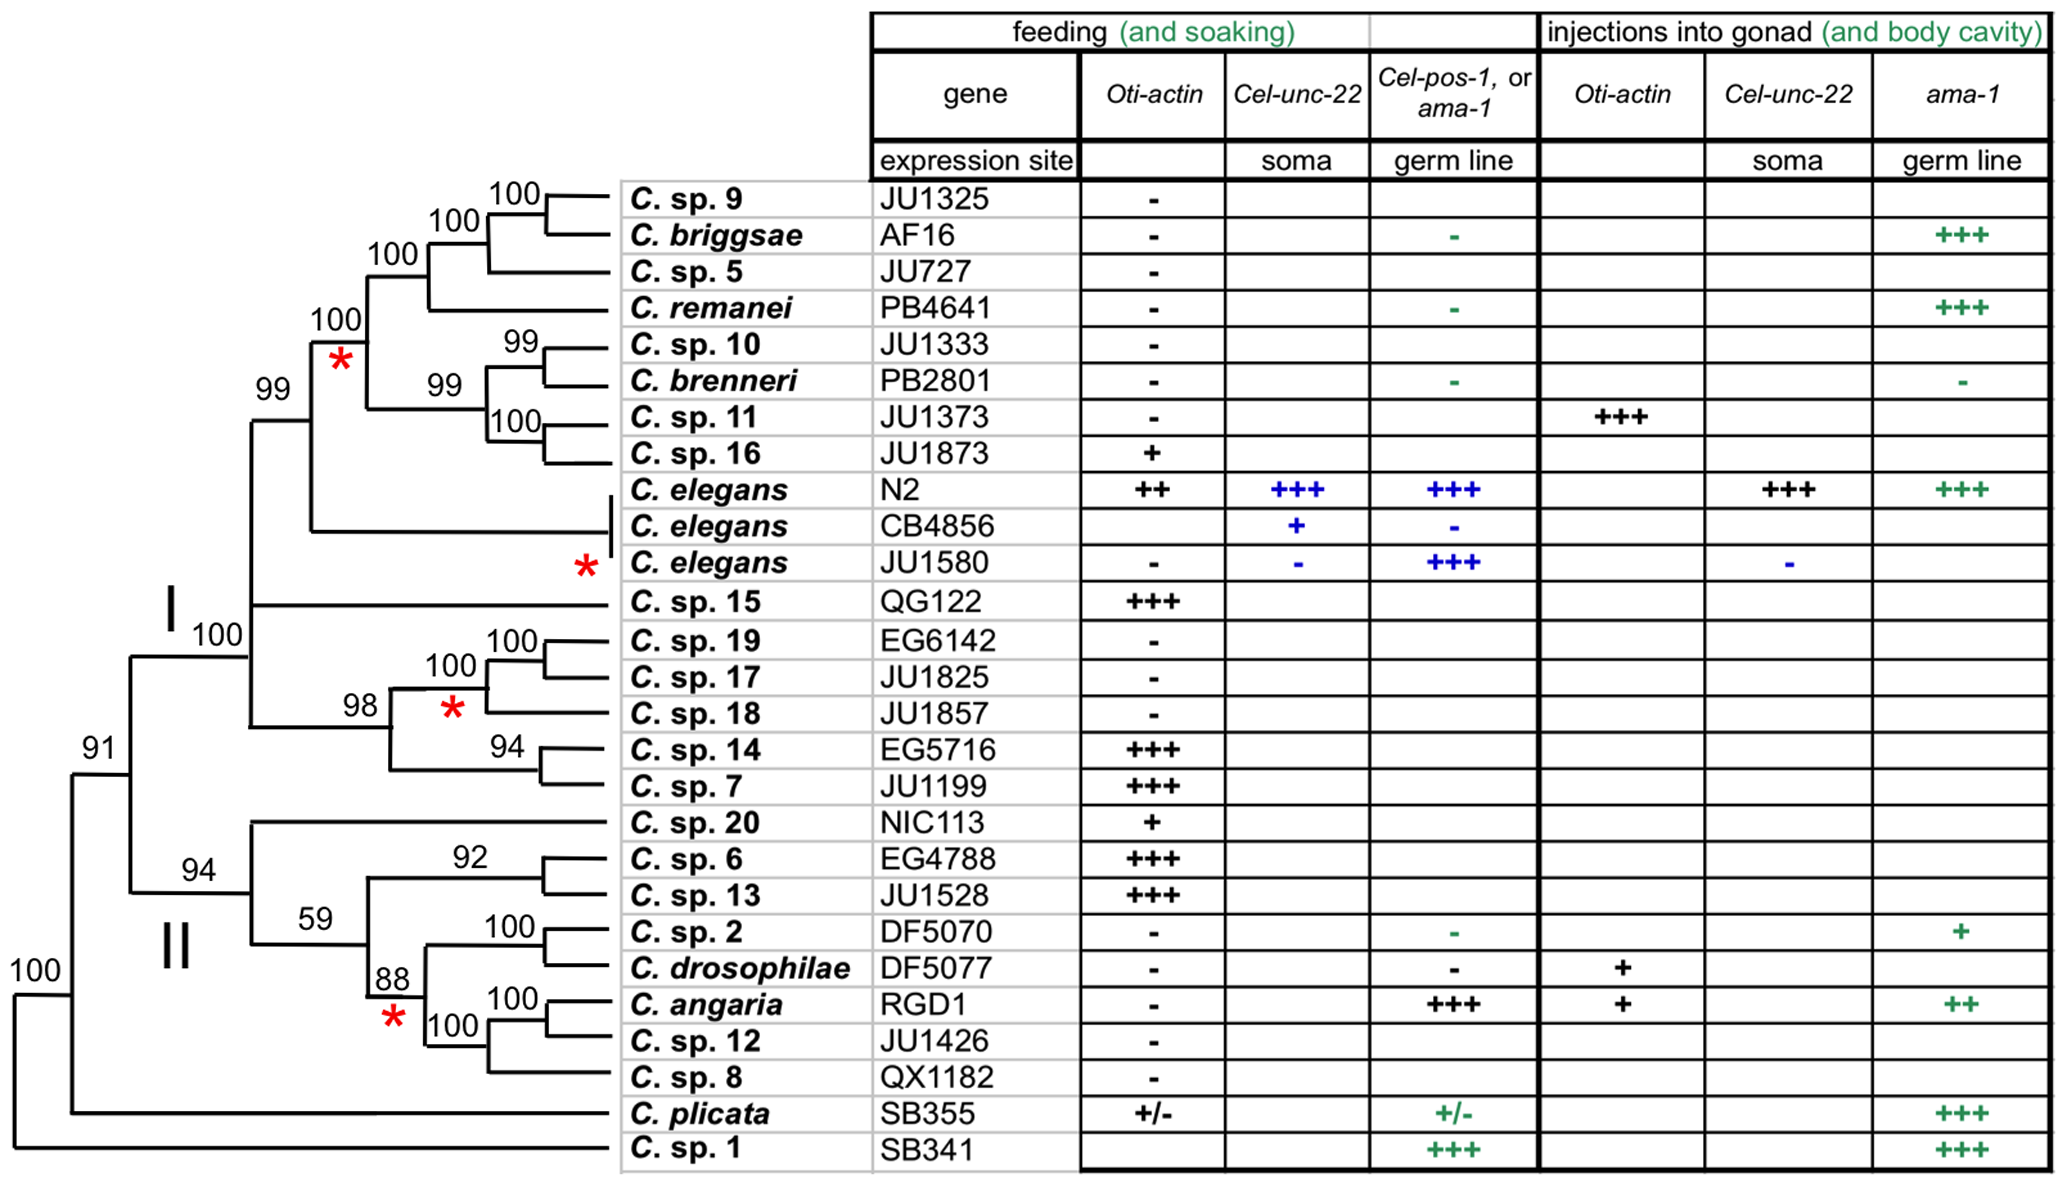 feeding (and soaking) injections into gonad (and body cavity)
gene Oti-actin Cel-unc-22 Cel-pos-1, or ama-1 Oti-actin Cel-unc-22 ama-1
expression site soma germ line soma germ line
100 C. sp. 9 JU1325 -
100 C. briggsae AF16 - - +++
100 C. sp. 5 JU727 -
C. remanei PB4641 - - +++
100 * 99 C. sp. 10 JU1333 -
99 99 C. brenneri PB2801 - - -
100 C. sp. 11 JU1373 - +++
C. sp. 16 JU1873 +
C. elegans N2 ++ +++ +++ +++ +++
C. elegans CB4856 + -
* C. elegans JU1580 - - +++ -
I C. sp. 15 QG122 +++
100 100 C. sp. 19 EG6142 -
100 C. sp. 17 JU1825 -
98 * C. sp. 18 JU1857 -
91 94 C. sp. 14 EG5716 +++
C. sp. 7 JU1199 +++
C. sp. 20 NIC113 +
94 92 C. sp. 6 EG4788 +++
C. sp. 13 JU1528 +++
II 59 100 C. sp. 2 DF5070 - - +
100 88 C. drosophilae DF5077 - - +
* 100 C. angaria RGD1 - +++ + ++
100 C. sp. 12 JU1426 -
C. sp. 8 QX1182 -
C. plicata SB355 +/- +/- +++
C. sp. 1 SB341 +++ +++